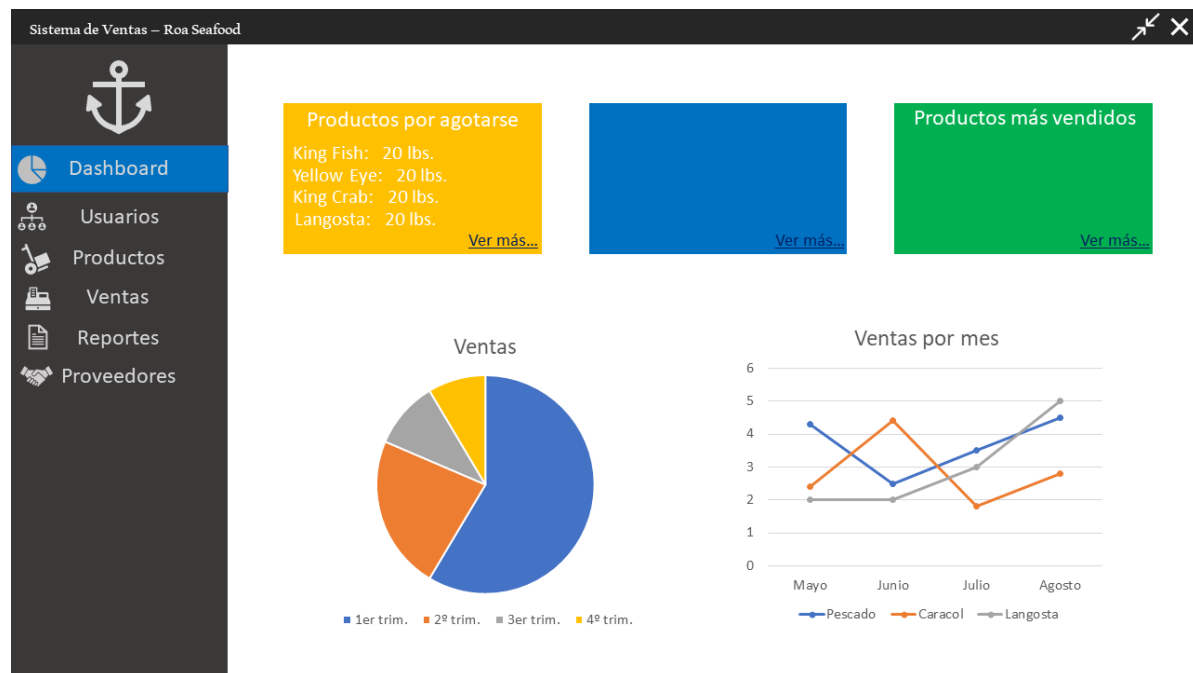 Sistema de Ventas – Roa Seafood
Dashboard
Usuarios
Productos
Ventas
Reportes
Proveedores
Productos por agotarse
King Fish: 20 lbs.
Yellow Eye: 20 lbs.
King Crab: 20 lbs.
Langosta: 20 lbs.
Ver más...
Ver más...
Productos más vendidos
Ver más...
Ventas
1er trim. 2º trim. 3er trim. 4º trim.
Ventas por mes
6
5
4
3
2
1
0
Mayo Junio Julio Agosto
Pescado Caracol Langosta